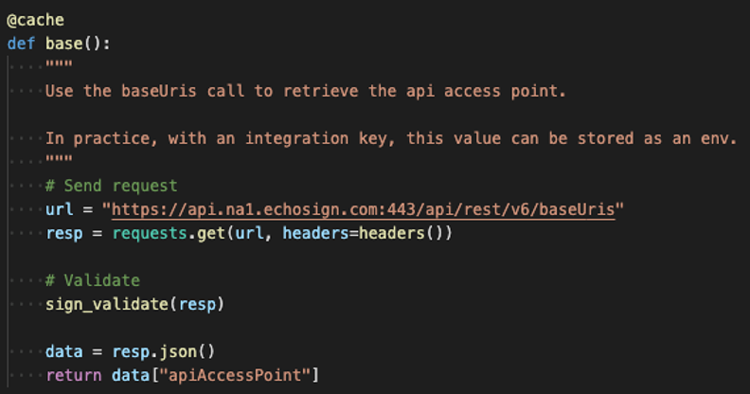 @cache
def base():
"""
Use the baseUris call to retrieve the api access point.
In practice, with an integration key, this value can be stored as an env.
"""
# Send request
url = "https://api.na1.echosign.com:443/api/rest/v6/baseUris"
resp = requests.get(url, headers=headers())
# Validate
sign_validate(resp)
data = resp.json()
return data["apiAccessPoint"]